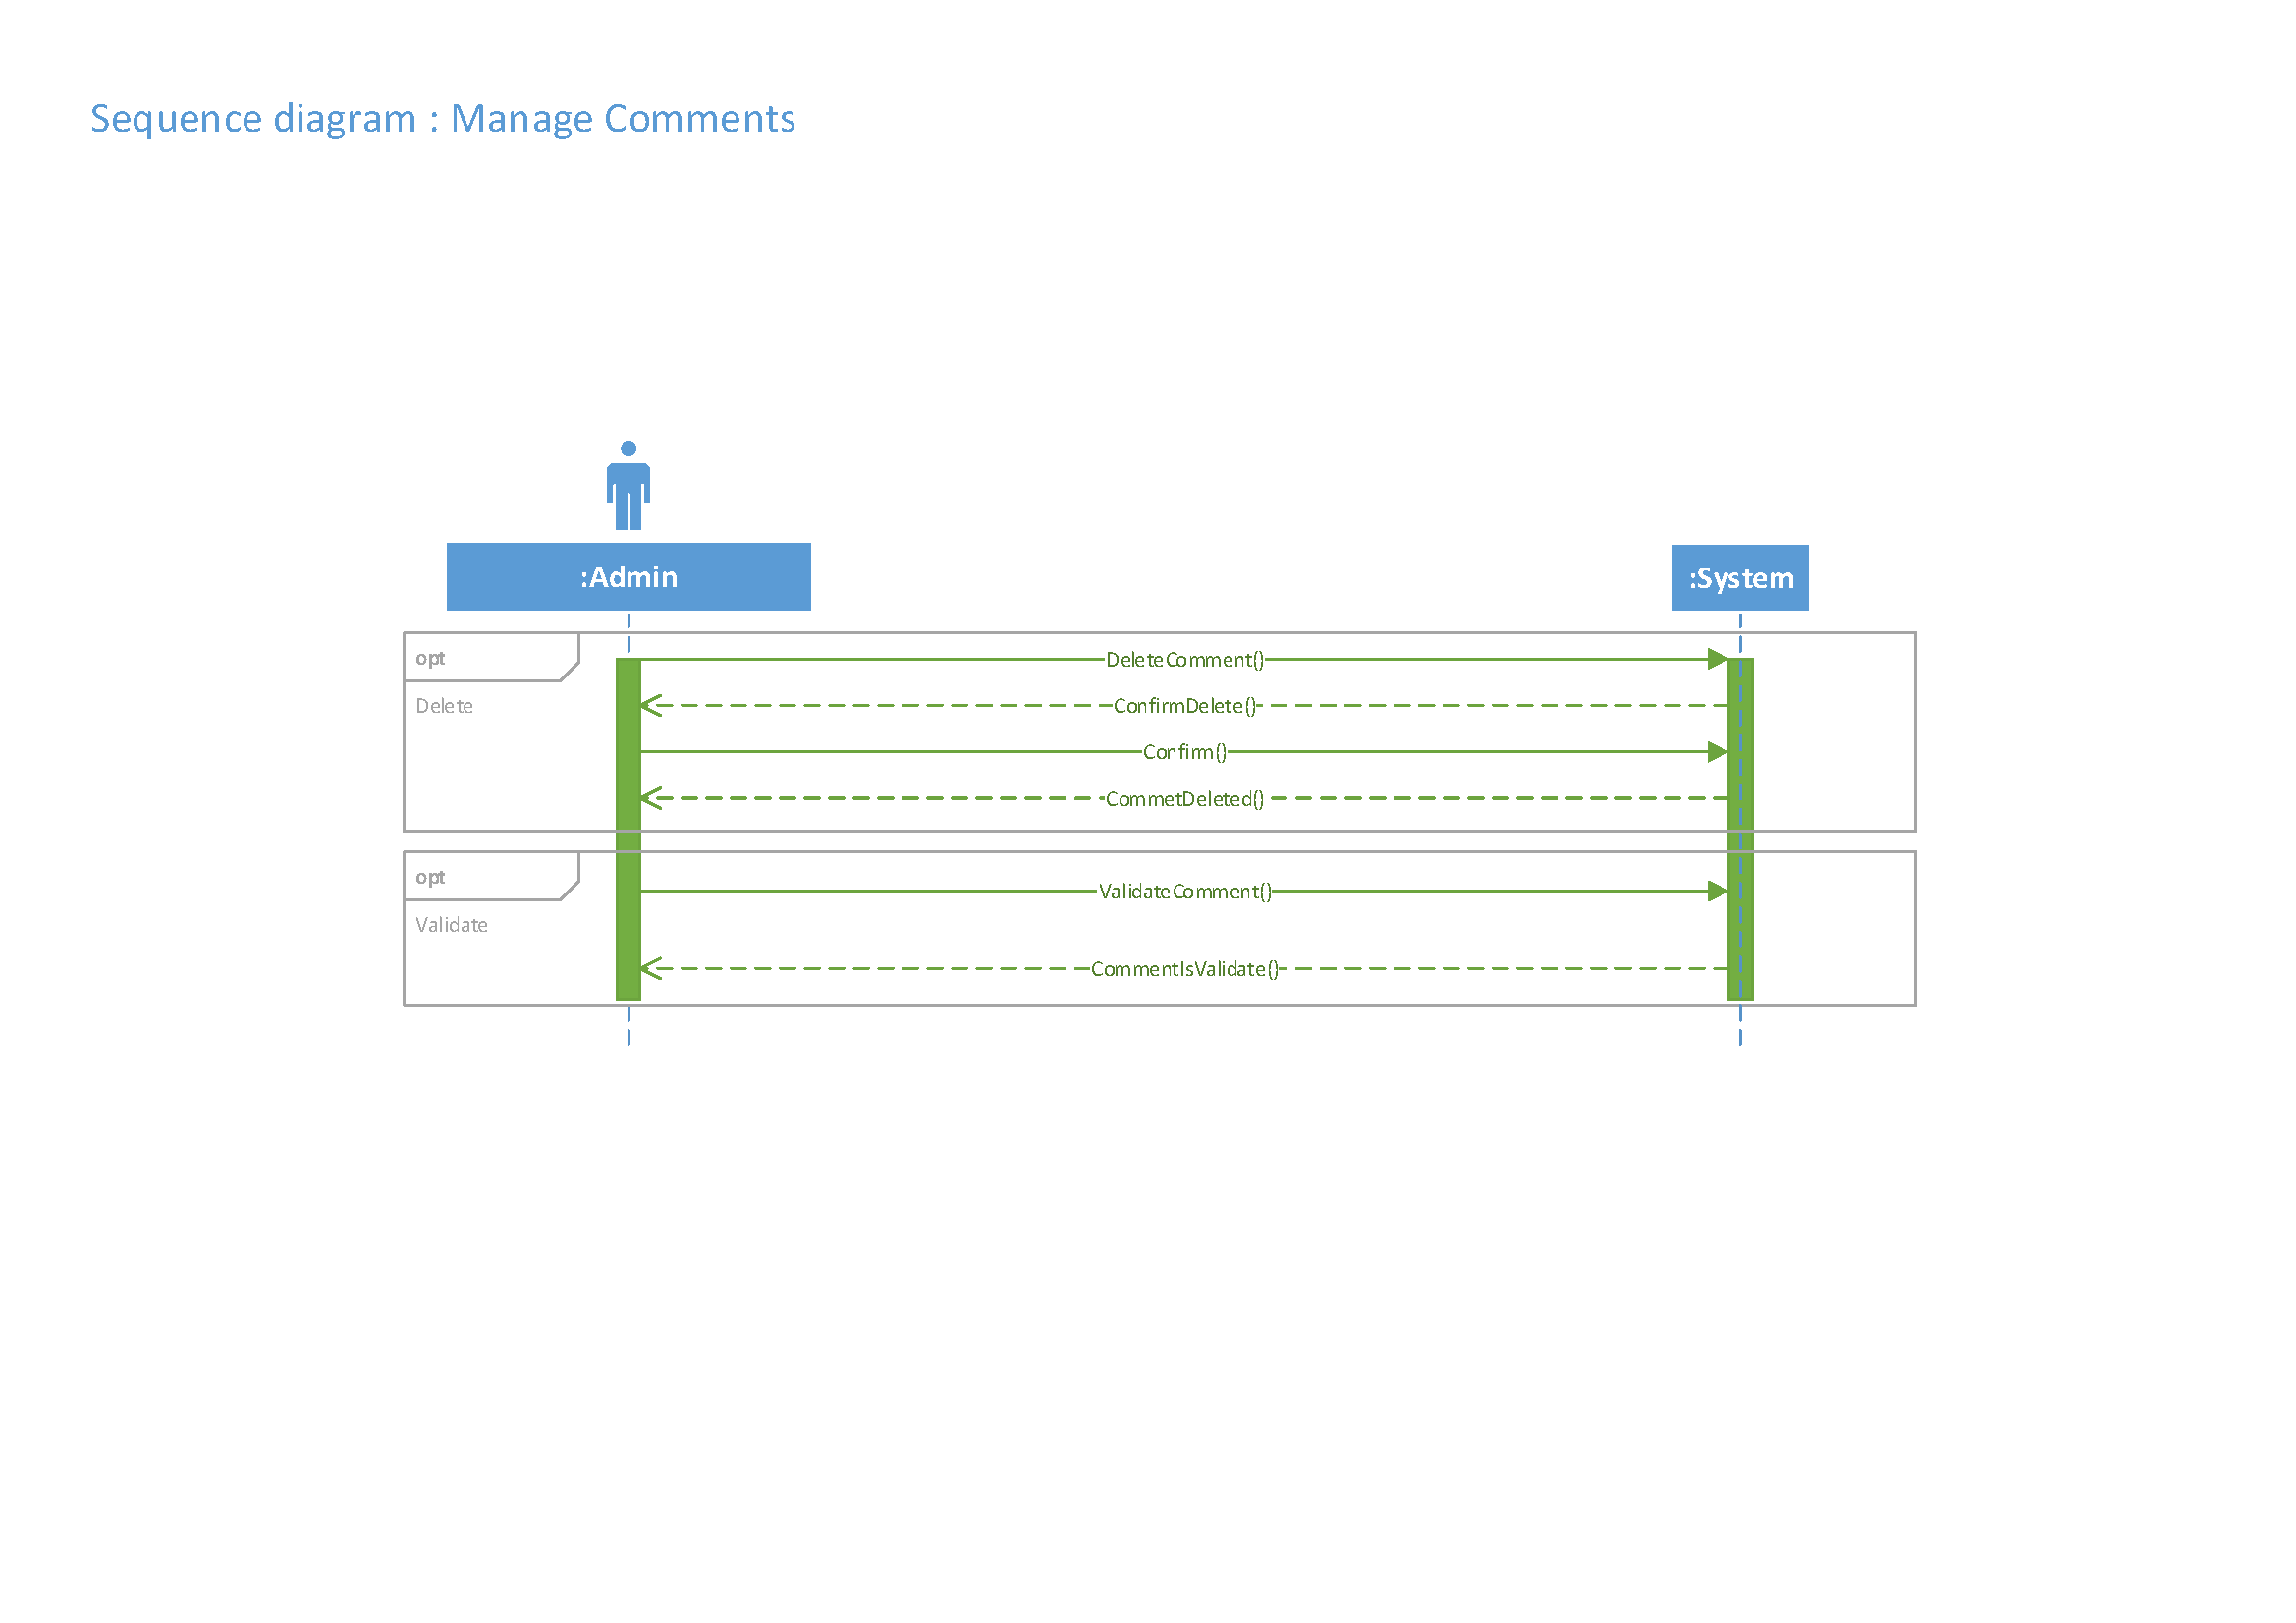 Sequence diagram : Manage Comments
:Admin
:System
opt
DeleteComment()
Delete
ConfirmDelete()
Confirm()
CommetDeleted()
opt
ValidateComment()
Validate
CommentIsValidate()